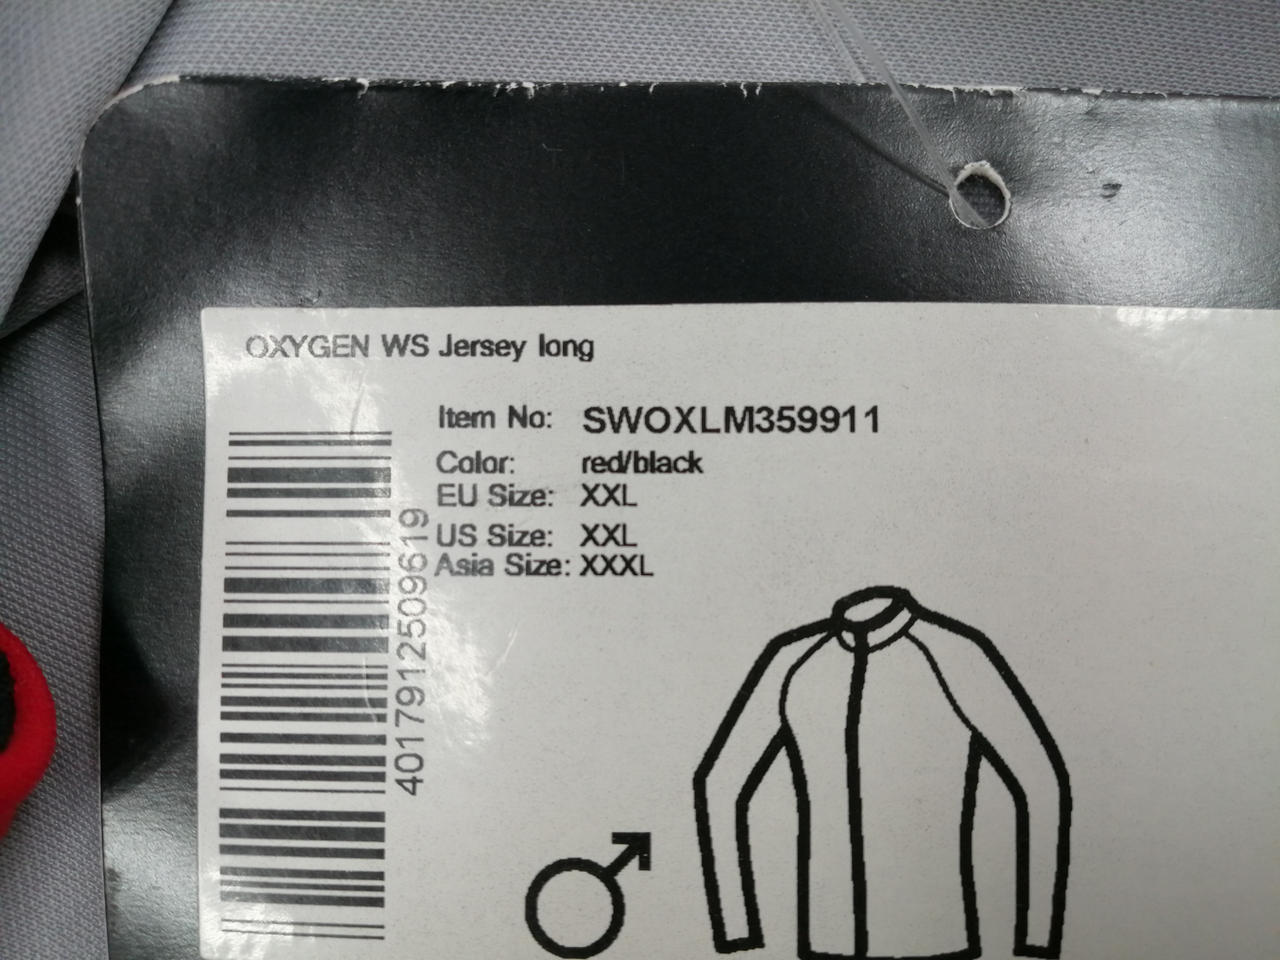 OXYGEN WS Jersey long
Item No: SWOXLM359911
Color: red/black
EU Size: XXL
US Size: XXL
Asia Size: XXXL
4017912509619